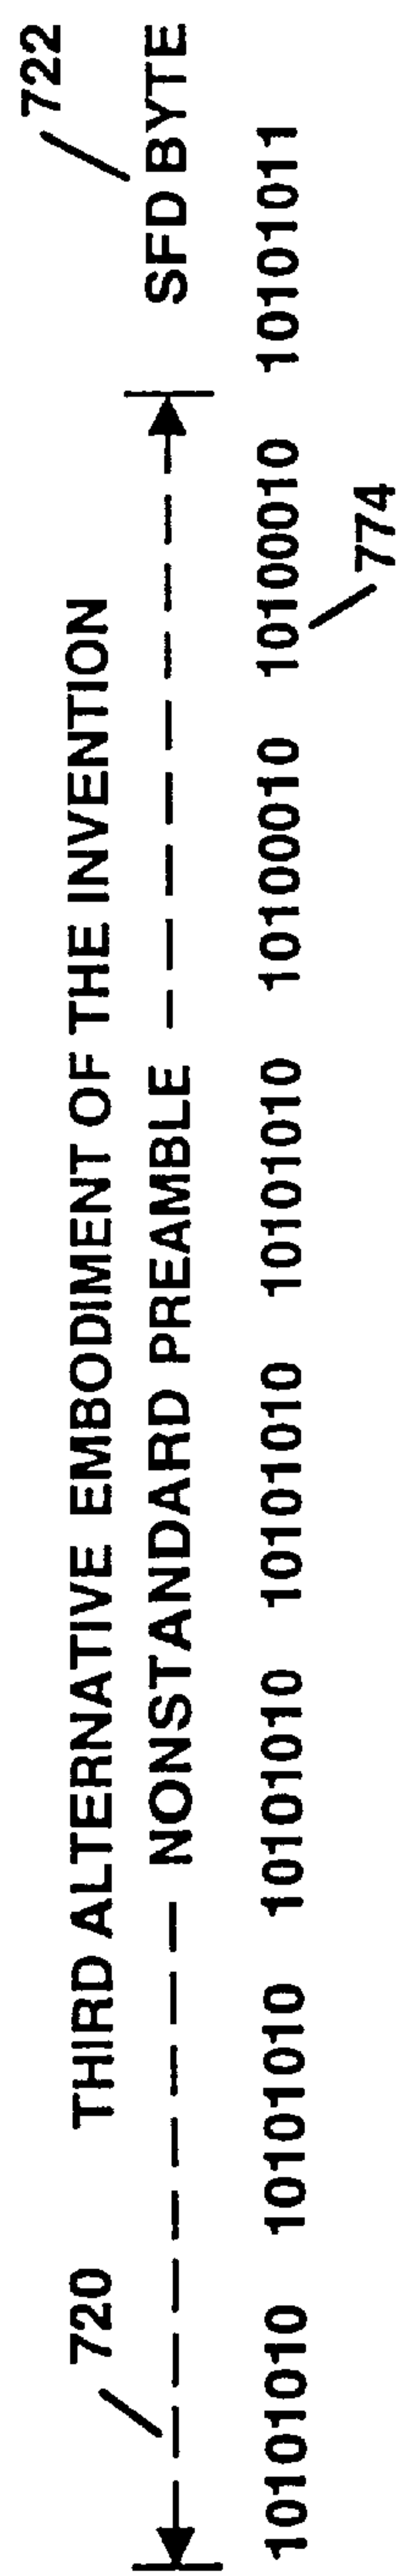 722
720 THIRD ALTERNATIVE EMBODIMENT OF THE INVENTION
NONSTANDARD PREAMBLE SFD BYTE
10101010 10101010 10101010 10101010 10101010 10100010 10100010 10101011
774